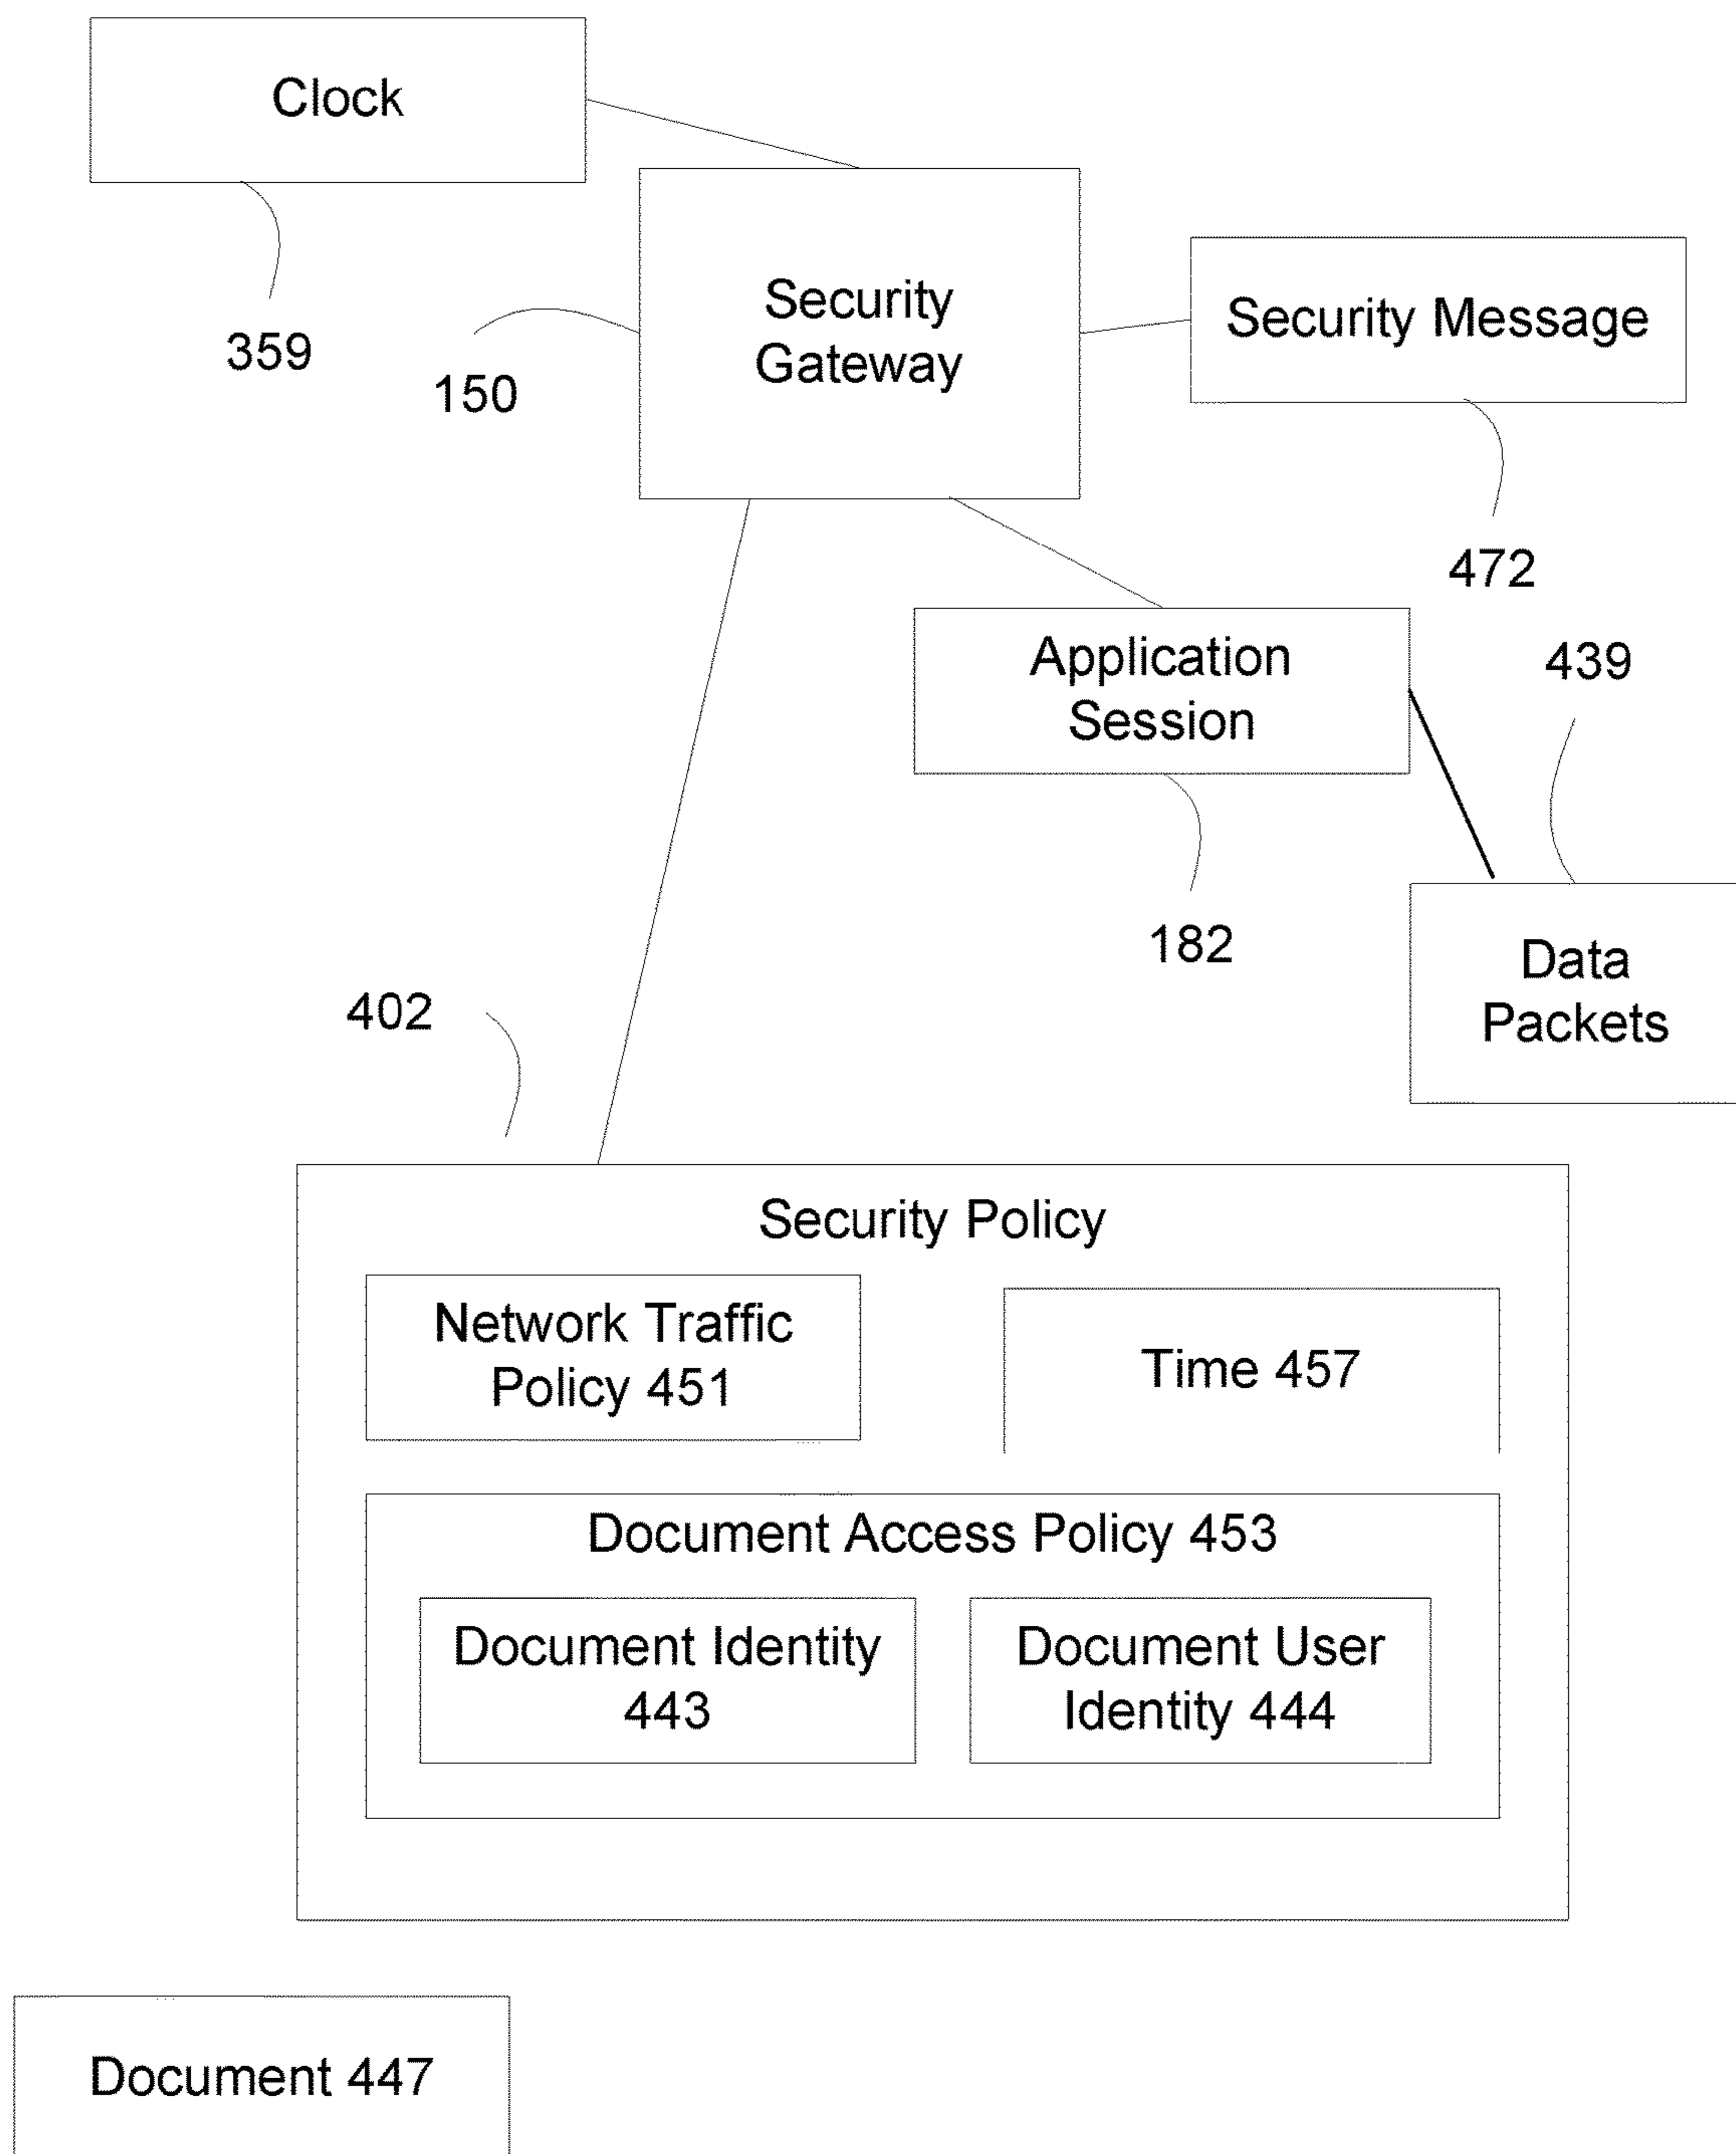 Clock
359
Security
Gateway
150
Security Message
472
Application
Session
182
439
Data
Packets
402
Security Policy
Network Traffic
Policy 451
Time 457
Document Access Policy 453
Document Identity
443
Document User
Identity 444
Document 447